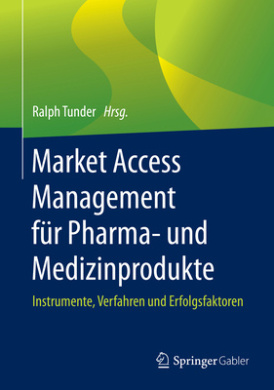 Ralph Tunder Hrsg.
Market Access
Management
für Pharma- und
Medizinprodukte
Instrumente, Verfahren und Erfolgsfaktoren
Springer Gabler